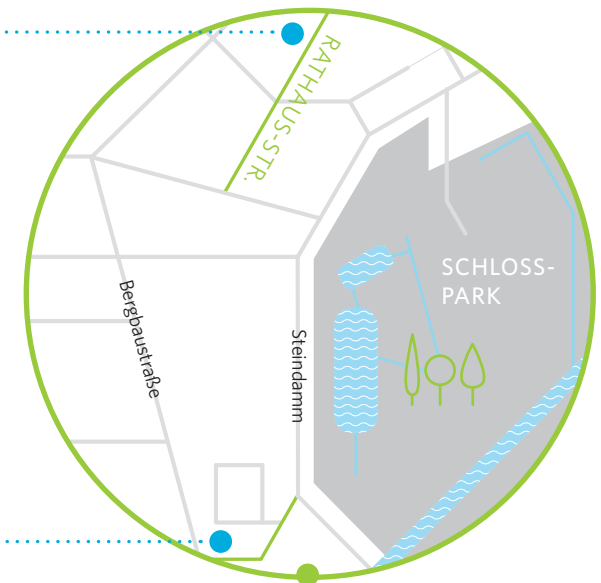 RATHAUS-STR.
SCHLOSS-
PARK
Bergbaustraße
Steindamm